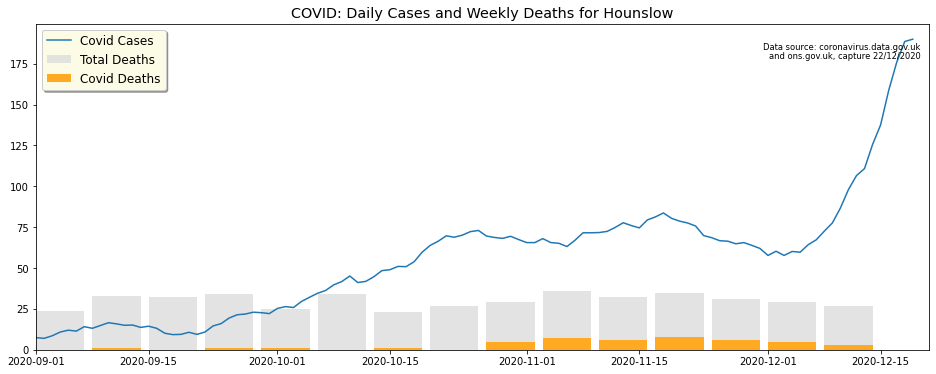 COVID: Daily Cases and Weekly Deaths for Hounslow
Covid Cases
Total Deaths
Covid Deaths
Data source: coronavirus.data.gov.uk
and ons.gov.uk, capture 22/12/2020
175
150
125
100
75
50
25
0
2020-09-01
2020-09-15
2020-10-01
2020-10-15
2020-11-01
2020-11-15
2020-12-01
2020-12-15